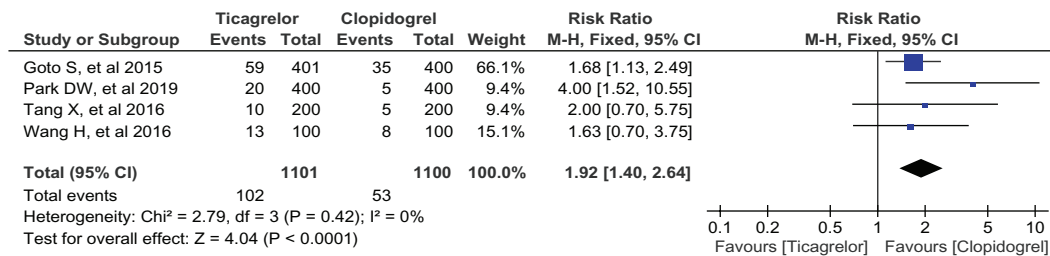 Ticagrelor Clopidogrel Risk Ratio Risk Ratio
Study or Subgroup Events Total Events Total Weight M-H, Fixed, 95% CI M-H, Fixed, 95% CI
Goto S, et al 2015 59 401 35 400 66.1% 1.68 [1.13, 2.49]
Park DW, et al 2019 20 400 5 400 9.4% 4.00 [1.52, 10.55]
Tang X, et al 2016 10 200 5 200 9.4% 2.00 [0.70, 5.75]
Wang H, et al 2016 13 100 8 100 15.1% 1.63 [0.70, 3.75]
Total (95% CI) 1101 1100 100.0% 1.92 [1.40, 2.64]
Total events 102 53
Heterogeneity: Chi² = 2.79, df = 3 (P = 0.42); I² = 0%
Test for overall effect: Z = 4.04 (P < 0.0001)
0.1 0.2 0.5 1 2 5 10
Favours [Ticagrelor] Favours [Clopidogrel]